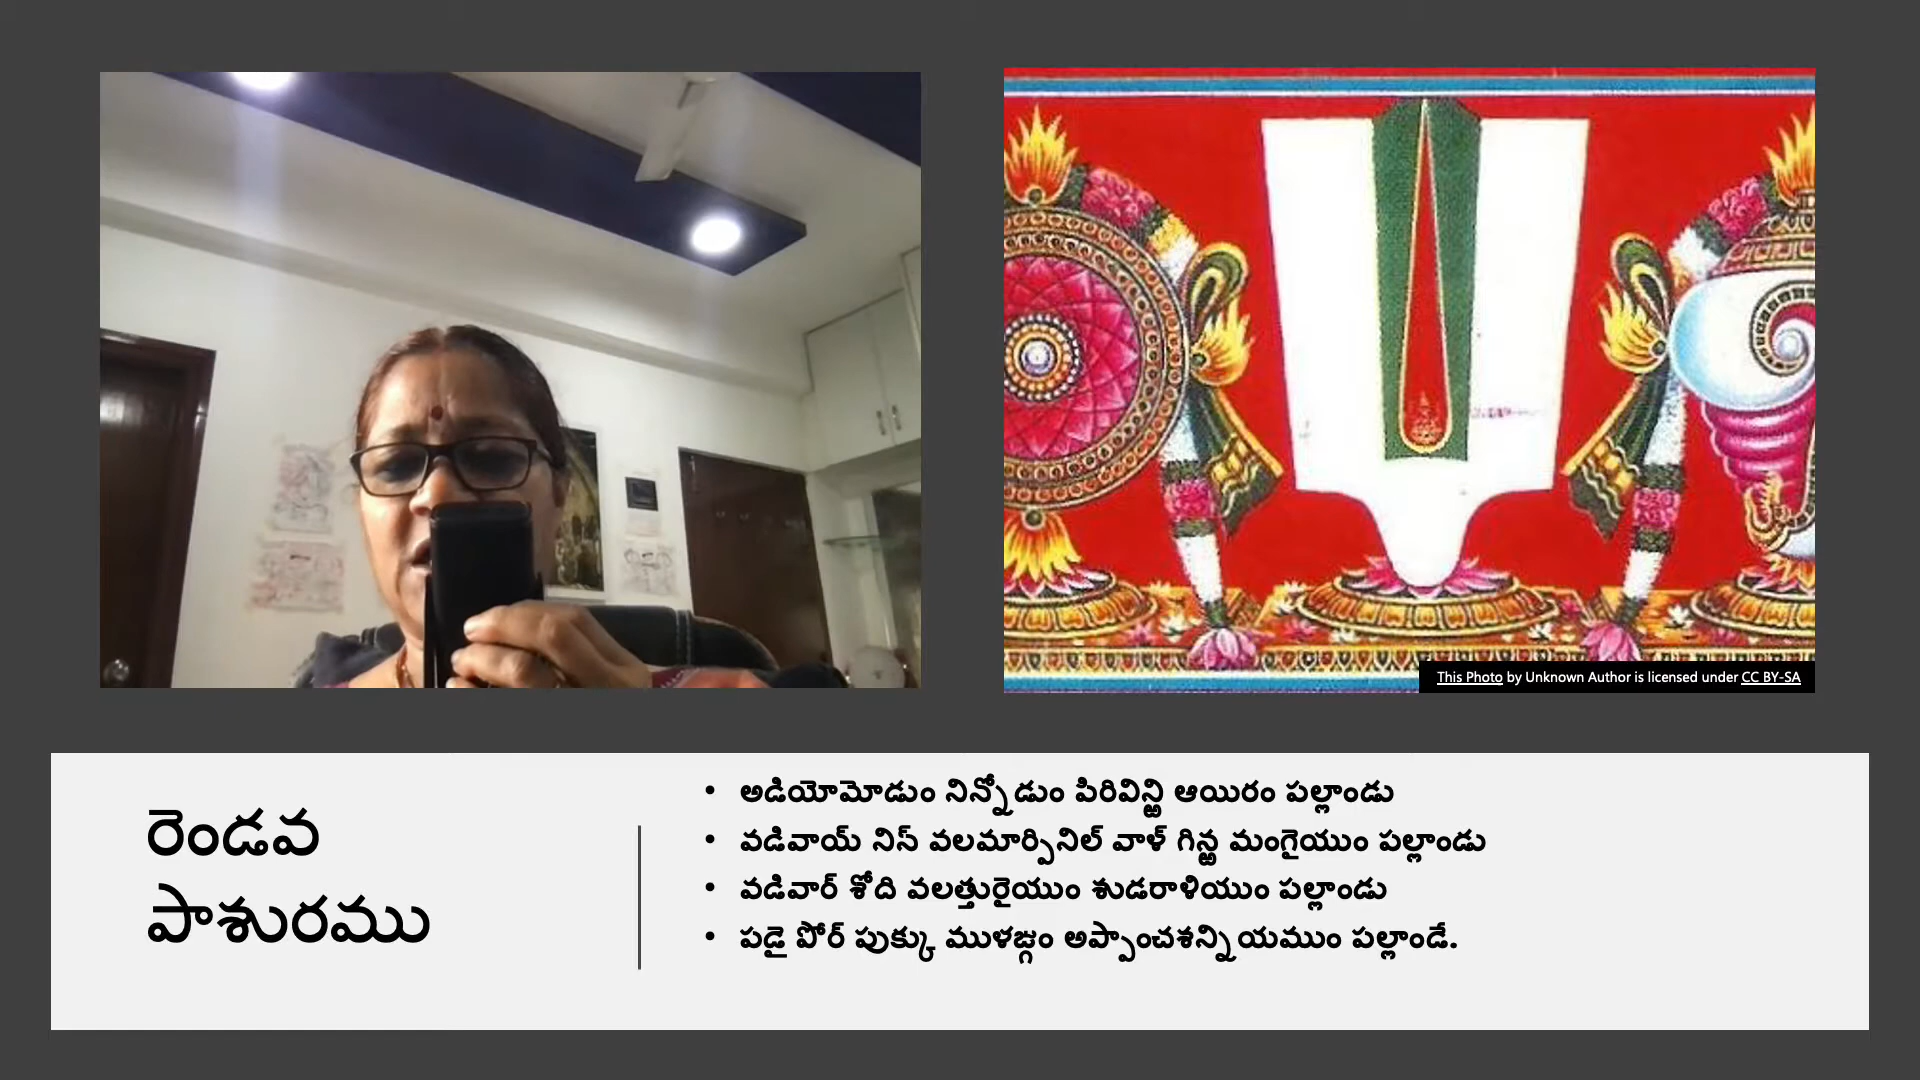 This Photo by Unknown Author is licensed under CC BY-SA
రెండవ
పాశురము
• అడియోమోడుం నిన్నోడుం పిరివిన్ఱి ఆయిరం పల్లాండు
• వడివాయ్ నిన్ వలమార్పినిల్ వాళ్ గిన్ఱ మంగైయుం పల్లాండు
• వడివార్ శోది వలత్తురైయుం శుడరాళియుం పల్లాండు
• పడై పోర్ పుక్కు ముళఙ్గుం అప్పాంచశన్నియముం పల్లాండే.